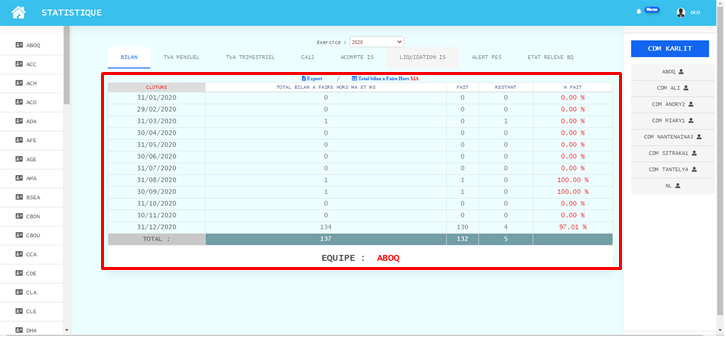 STATISTIQUE
OCD
Exercice : 2020
BILAN TVA MENSUEL TVA TRIMESTRIEL CA12 ACOMPTE IS LIQUIDATION IS ALERT PES ETAT RELEVE BQ
Export / Total bilan a Faire Hors MA
CLOTURE TOTAL BILAN A FAIRE HORS MA ET MS FAIT RESTANT % FAIT
31/01/2020 0 0 0 0.00 %
29/02/2020 0 0 0 0.00 %
31/03/2020 1 0 1 0.00 %
30/04/2020 0 0 0 0.00 %
31/05/2020 0 0 0 0.00 %
30/06/2020 0 0 0 0.00 %
31/07/2020 0 0 0 0.00 %
31/08/2020 1 1 0 100.00 %
30/09/2020 1 1 0 100.00 %
31/10/2020 0 0 0 0.00 %
30/11/2020 0 0 0 0.00 %
31/12/2020 134 130 4 97.01 %
TOTAL : 137 132 5
EQUIPE : ABOQ
ABOQ
ACC
ACH
ACO
ADA
AFE
AGE
AMA
BSEA
CBON
CBOU
CCA
CDE
CLA
CLE
DHA
CDM KARLIT
ABOQ
CDM ALI
CDM ANDRY2
CDM MIARY1
CDM NANTENAINA3
CDM SITRAKA1
CDM TANTELY4
NL